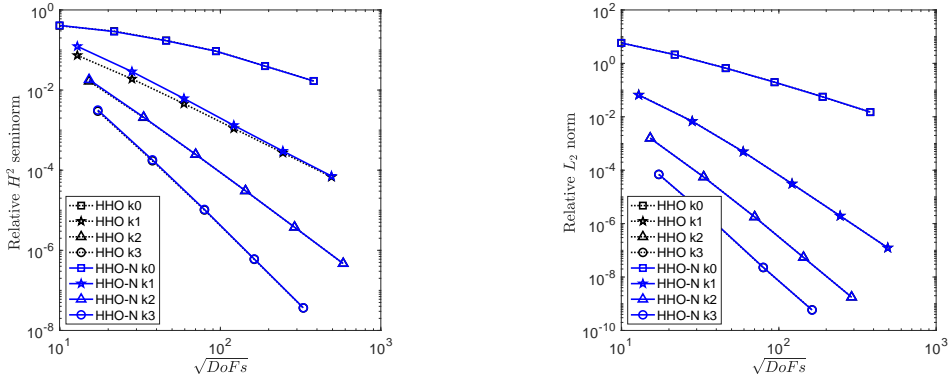 10^0
10^-2
10^-4
10^-6
10^-8
Relative H^2 seminorm
HHO k0
HHO k1
HHO k2
HHO k3
HHO-N k0
HHO-N k1
HHO-N k2
HHO-N k3
10^1
10^2
10^3
√DoFs
10^2
10^0
10^-2
10^-4
10^-6
10^-8
10^-10
Relative L_2 norm
HHO k0
HHO k1
HHO k2
HHO k3
HHO-N k0
HHO-N k1
HHO-N k2
HHO-N k3
10^1
10^2
10^3
√DoFs